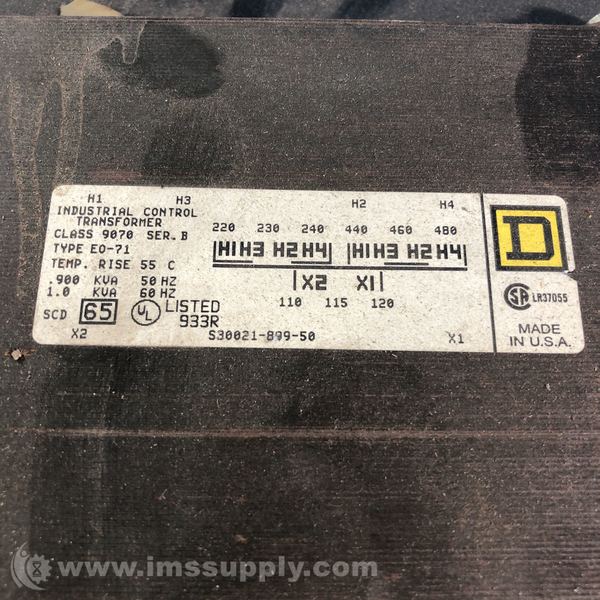 H1 H3 H2 H4
INDUSTRIAL CONTROL
TRANSFORMER
CLASS 9070 SER.B
TYPE EO-71
TEMP. RISE 55 C
.900 KVA 50 HZ
1.0 KVA 60 HZ
SCD 65 UL LISTED
933R
X2
220 230 240 440 460 480
H1H3 H2H4 H1H3 H2H4
X2 X1
110 115 120
S30021-899-50
X1
D
SA LR37055
MADE
IN U.S.A.
www.imssupply.com